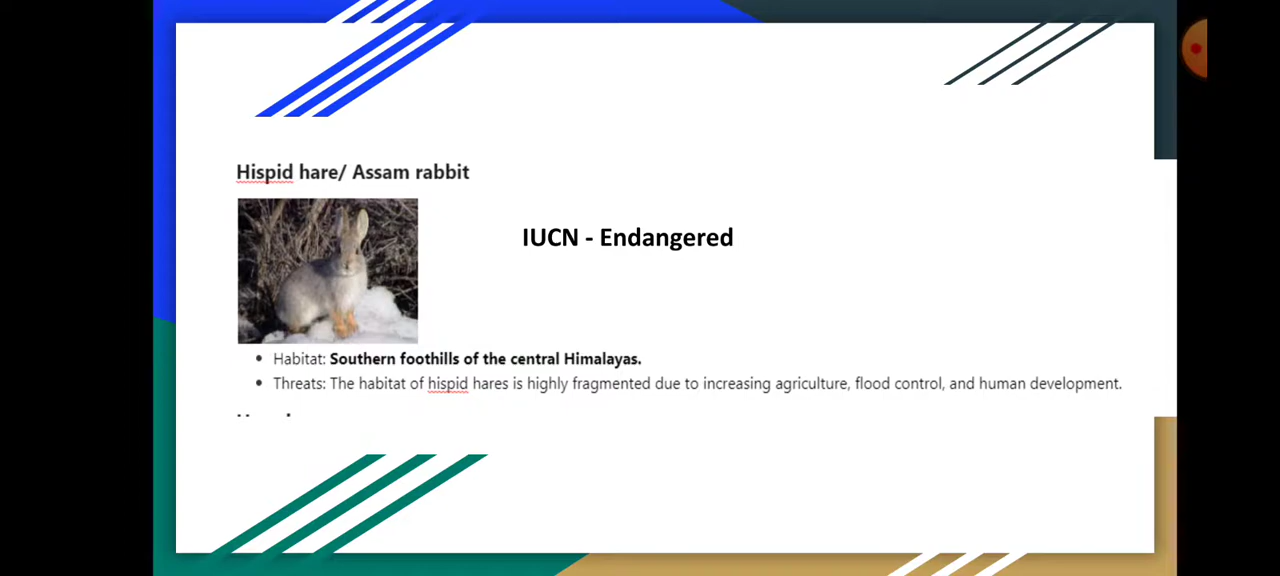 Hispid hare/ Assam rabbit
IUCN - Endangered
• Habitat: Southern foothills of the central Himalayas.
• Threats: The habitat of hispid hares is highly fragmented due to increasing agriculture, flood control, and human development.